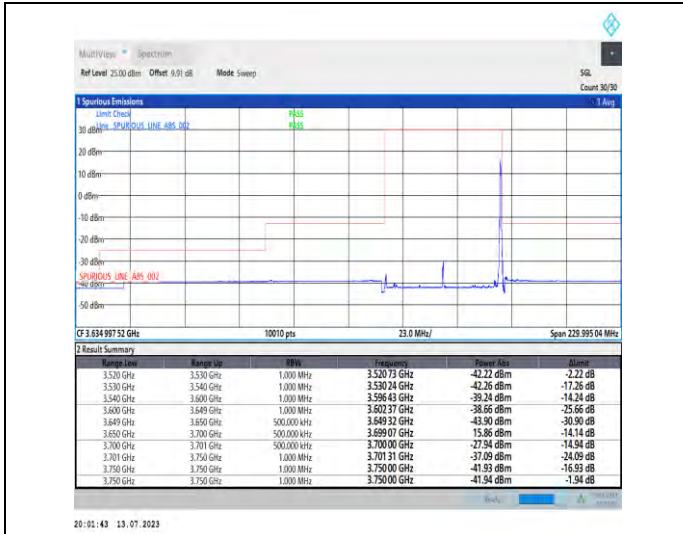 MultiView Spectrum
Ref Level 25.00 dBm Offset 9.91 dB Mode Sweep SGL
Count 30/30
1 Spurious Emissions 1 Avg
Limit Check PASS
Line SPURIOUS_LINE_ABS_002 PASS
30 dBm
20 dBm
10 dBm
0 dBm
-10 dBm
-20 dBm
-30 dBm
SPURIOUS_LINE_ABS_002
-40 dBm
-50 dBm
CF 3.634 997 52 GHz 10010 pts 23.0 MHz/ Span 229.995 04 MHz
2 Result Summary
Range Low Range Up RBW Frequency Power Abs ΔLimit
3.520 GHz 3.530 GHz 1.000 MHz 3.520 73 GHz -42.22 dBm -2.22 dB
3.530 GHz 3.540 GHz 1.000 MHz 3.530 24 GHz -42.26 dBm -17.26 dB
3.540 GHz 3.600 GHz 1.000 MHz 3.596 43 GHz -39.24 dBm -14.24 dB
3.600 GHz 3.649 GHz 1.000 MHz 3.602 37 GHz -38.66 dBm -25.66 dB
3.649 GHz 3.650 GHz 500.000 kHz 3.649 32 GHz -43.90 dBm -30.90 dB
3.650 GHz 3.700 GHz 500.000 kHz 3.699 07 GHz 15.86 dBm -14.14 dB
3.700 GHz 3.701 GHz 500.000 kHz 3.700 00 GHz -27.94 dBm -14.94 dB
3.701 GHz 3.750 GHz 1.000 MHz 3.701 31 GHz -37.09 dBm -24.09 dB
3.750 GHz 3.750 GHz 1.000 MHz 3.750 00 GHz -41.93 dBm -16.93 dB
3.750 GHz 3.750 GHz 1.000 MHz 3.750 00 GHz -41.94 dBm -1.94 dB
Ready
20:01:43 13.07.2023